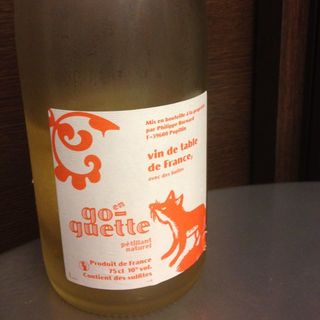 Mis en bouteille à la propriété
par Philippe Bornard
F-39600 Pupillin
vin de table
de France,
avec des bulles
en
go-
guette
pétillant
naturel
Produit de France
75 cl 10% vol.
Contient des sulfites